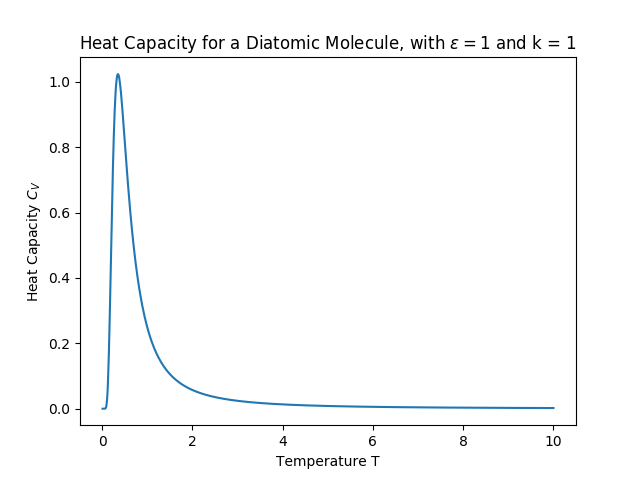 Heat Capacity for a Diatomic Molecule, with ε = 1 and k = 1
Heat Capacity C_V
1.0
0.8
0.6
0.4
0.2
0.0
0 2 4 6 8 10
Temperature T